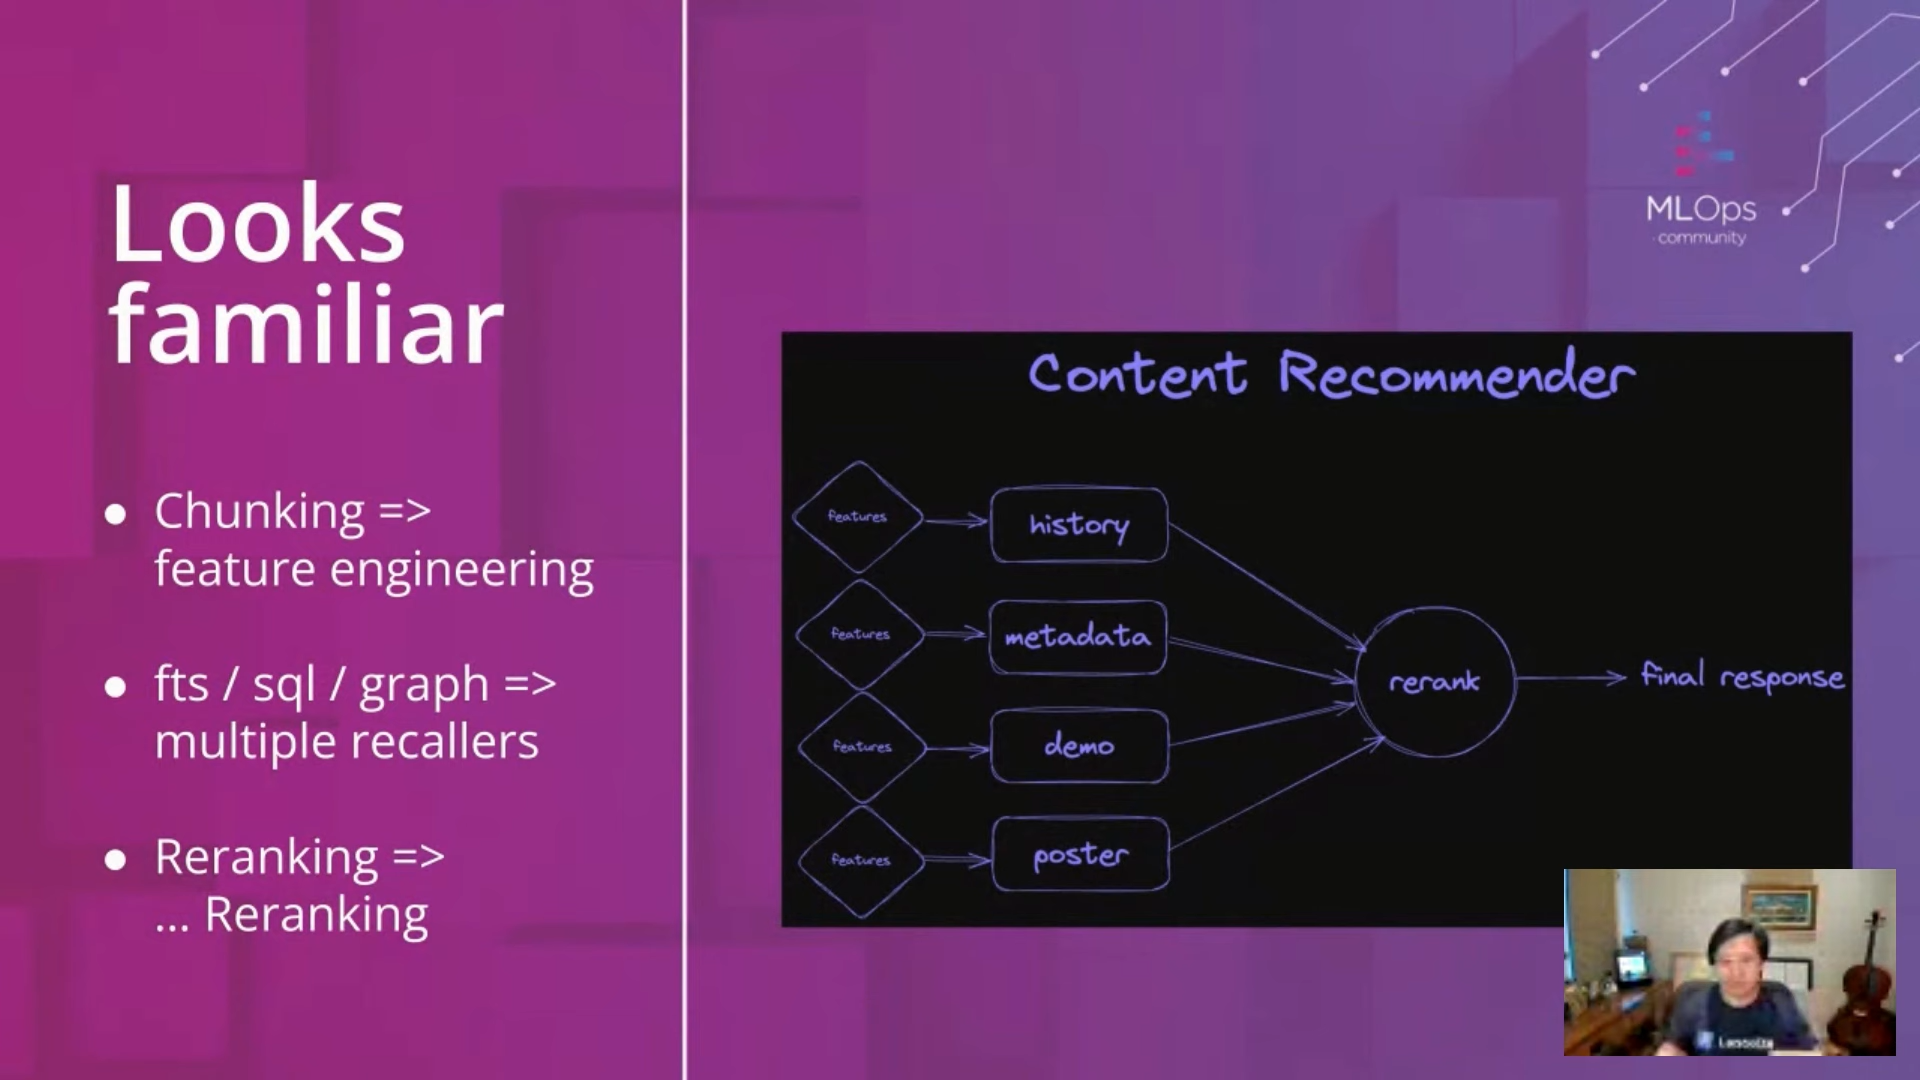 Looks
familiar
● Chunking =>
feature engineering
● fts / sql / graph =>
multiple recallers
● Reranking =>
... Reranking
MLOps
community
Content Recommender
features
history
features
metadata
features
demo
features
poster
rerank
final response